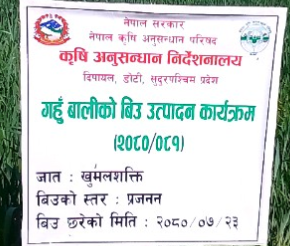 नेपाल सरकार
नेपाल कृषि अनुसन्धान परिषद
कृषि अनुसन्धान निर्देशनालय
दिपायल, डोटी, सुदुरपश्चिम प्रदेश
गहुँ बालीको बिउ उत्पादन कार्यक्रम
(२०८०/०८१)
जात : खुमलशक्ति
बिउको स्तर : प्रजनन
बिउ छरेको मिति : २०८०/०७/२३